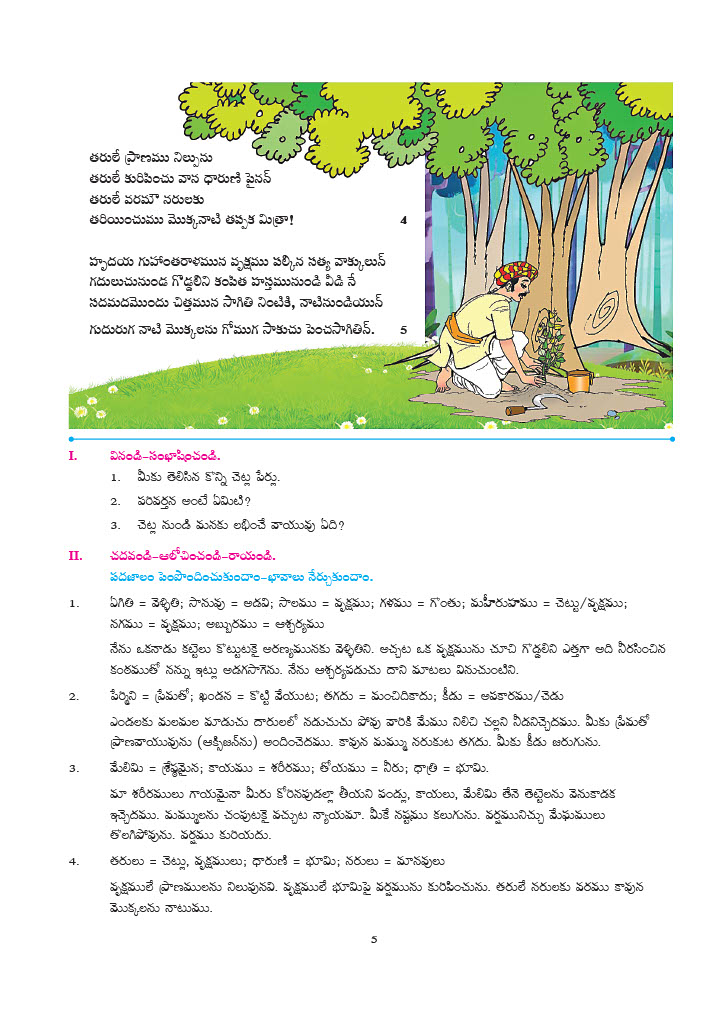 తరులే ప్రాణము నిల్పును
తరులే కురిపించు వాన ధారుణి పైనన్
తరులే వరమౌ నరులకు
తరియించుము మొక్కనాటి తప్పక మిత్రా! 4
హృదయ గుహాంతరాళమున వృక్షము పల్కిన సత్య వాక్కులున్
గదులుచునుండ గొడ్డలిని కంపిత హస్తమునుండి వీడి నే
సదమదమొందు చిత్తమున సాగితి నింటికి, నాటినుండియున్
గుదురుగ నాటి మొక్కలను గోముగ సాకుచు పెంచసాగితిన్. 5
I. వినండి-సంభాషించండి.
1. మీకు తెలిసిన కొన్ని చెట్ల పేర్లు.
2. పరివర్తన అంటే ఏమిటి?
3. చెట్ల నుండి మనకు లభించే వాయువు ఏది?
II. చదవండి-ఆలోచించండి-రాయండి.
పదజాలం పెంపొందించుకుందాం-భావాలు నేర్చుకుందాం.
1. ఏగితి = వెళ్ళితి; సానువు = అడవి; సాలము = వృక్షము; గళము = గొంతు; మహీరుహము = చెట్టు/వృక్షము;
నగము = వృక్షము; అబ్బురము = ఆశ్చర్యము
నేను ఒకనాడు కట్టెలు కొట్టుటకై అరణ్యమునకు వెళ్ళితిని. అచ్చట ఒక వృక్షమును చూచి గొడ్డలిని ఎత్తగా అది నీరసించిన
కంఠముతో నన్ను ఇట్లు అడగసాగెను. నేను ఆశ్చర్యపడుచు దాని మాటలు వినుచుంటిని.
2. పేర్మిని = ప్రేమతో; ఖండన = కొట్టి వేయుట; తగదు = మంచిదికాదు; కీడు = అపకారము/చెడు
ఎండలకు మలమల మాడుచు దారులలో నడుచుచు పోవు వారికి మేము నిలిచి చల్లని నీడనిచ్చెదము. మీకు ప్రేమతో
ప్రాణవాయువును (ఆక్సిజన్‌ను) అందించెదము. కావున మమ్ము నరుకుట తగదు. మీకు కీడు జరుగును.
3. మేలిమి = శ్రేష్ఠమైన; కాయము = శరీరము; తోయము = నీరు; ధాత్రి = భూమి.
మా శరీరములు గాయమైనా మీరు కోరినపుడల్లా తీయని పండ్లు, కాయలు, మేలిమి తేనె తెట్టెలను వెనుకాడక
ఇచ్చెదము. మమ్ములను చంపుటకై వచ్చుట న్యాయమా. మీకే నష్టము కలుగును. వర్షమునిచ్చు మేఘములు
తొలగిపోవును. వర్షము కురియదు.
4. తరులు = చెట్లు, వృక్షములు; ధారుణి = భూమి; నరులు = మానవులు
వృక్షములే ప్రాణములను నిలువునవి. వృక్షములే భూమిపై వర్షమును కురిపించును. తరులే నరులకు వరము కావున
మొక్కలను నాటుము.
5